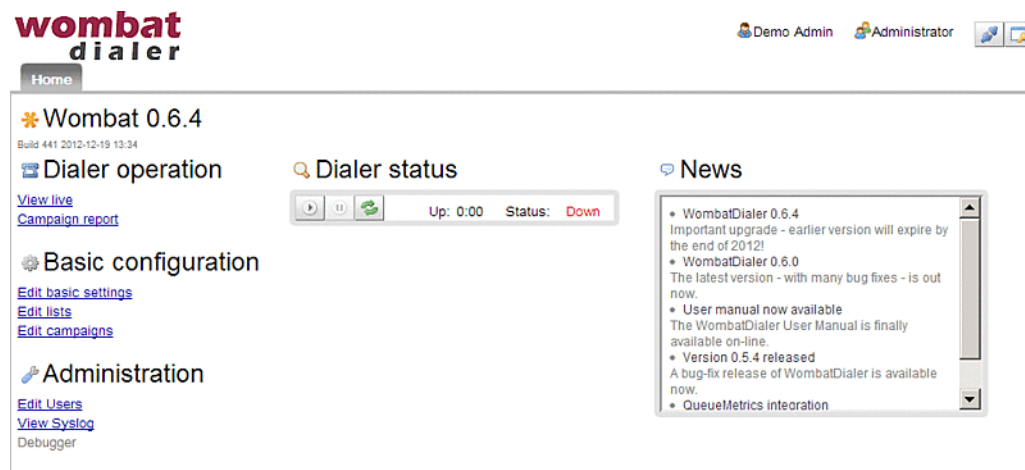 wombat
dialer
Demo Admin
Administrator
Home
Wombat 0.6.4
Build 441 2012-12-19 13:34
Dialer operation
View live
Campaign report
Basic configuration
Edit basic settings
Edit lists
Edit campaigns
Administration
Edit Users
View Syslog
Debugger
Dialer status
Up: 0:00 Status: Down
News
WombatDialer 0.6.4
Important upgrade - earlier version will expire by
the end of 2012!
WombatDialer 0.6.0
The latest version - with many bug fixes - is out
now.
User manual now available
The WombatDialer User Manual is finally
available on-line.
Version 0.5.4 released
A bug-fix release of WombatDialer is available
now.
QueueMetrics integration